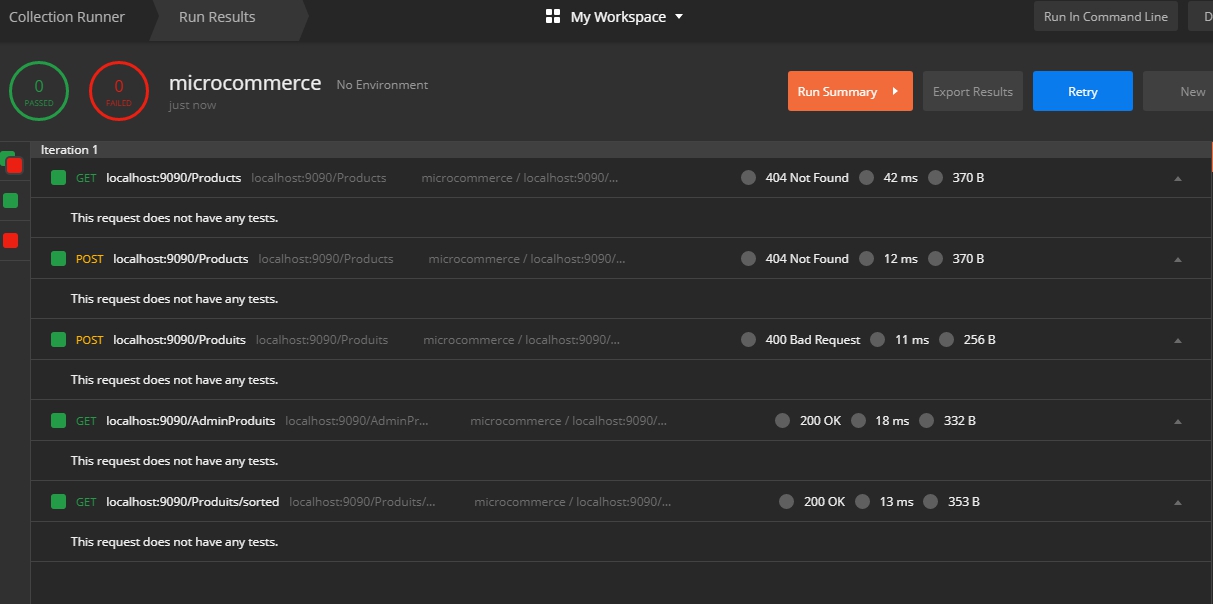 Collection Runner Run Results My Workspace Run In Command Line D
0 PASSED 0 FAILED microcommerce No Environment Run Summary Export Results Retry New
just now
Iteration 1
GET localhost:9090/Products localhost:9090/Products microcommerce / localhost:9090/... 404 Not Found 42 ms 370 B
This request does not have any tests.
POST localhost:9090/Products localhost:9090/Products microcommerce / localhost:9090/... 404 Not Found 12 ms 370 B
This request does not have any tests.
POST localhost:9090/Produits localhost:9090/Produits microcommerce / localhost:9090/... 400 Bad Request 11 ms 256 B
This request does not have any tests.
GET localhost:9090/AdminProduits localhost:9090/AdminPr... microcommerce / localhost:9090/... 200 OK 18 ms 332 B
This request does not have any tests.
GET localhost:9090/Produits/sorted localhost:9090/Produits/... microcommerce / localhost:9090/... 200 OK 13 ms 353 B
This request does not have any tests.